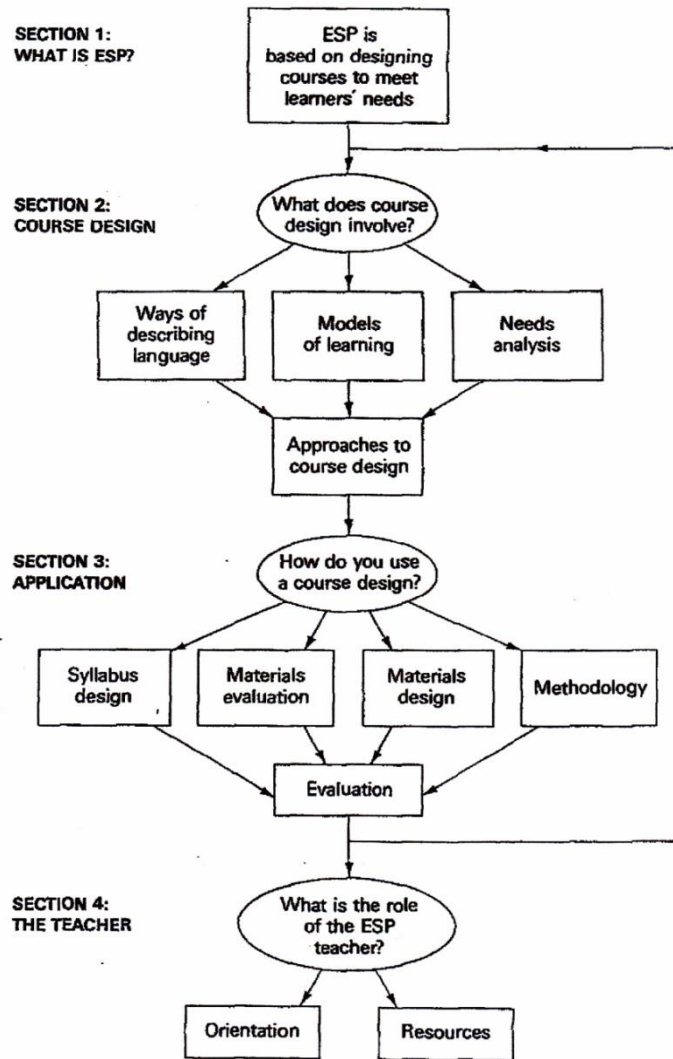 SECTION 1:
WHAT IS ESP?
ESP is
based on designing
courses to meet
learners' needs
SECTION 2:
COURSE DESIGN
What does course
design involve?
Ways of
describing
language
Models
of learning
Needs
analysis
Approaches to
course design
SECTION 3:
APPLICATION
How do you use
a course design?
Syllabus
design
Materials
evaluation
Materials
design
Methodology
Evaluation
SECTION 4:
THE TEACHER
What is the role
of the ESP
teacher?
Orientation
Resources